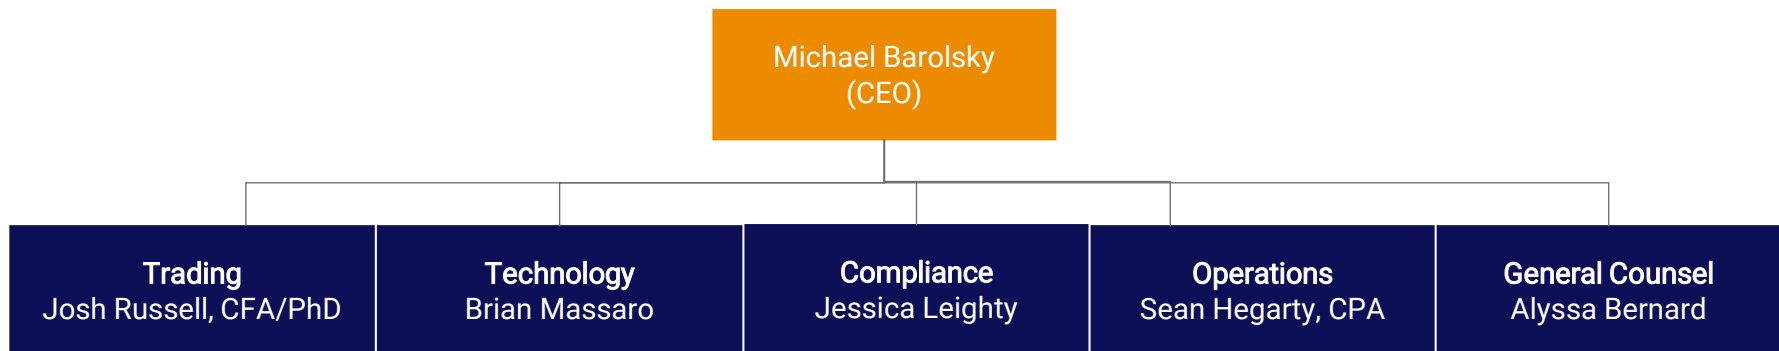 Michael Barolsky
(CEO)
Trading
Josh Russell, CFA/PhD
Technology
Brian Massaro
Compliance
Jessica Leighty
Operations
Sean Hegarty, CPA
General Counsel
Alyssa Bernard